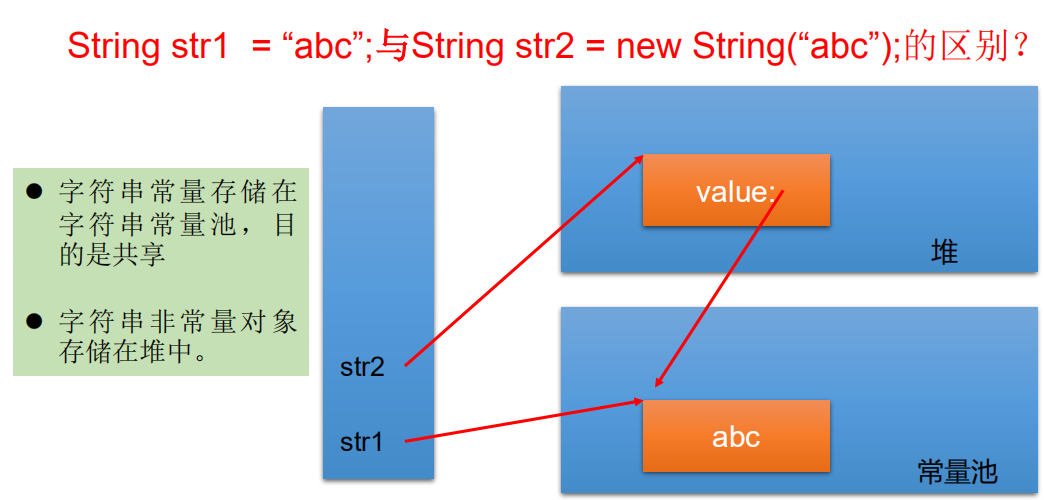 String str1  = “abc”;与String str2 = new String(“abc”);的区别？
● 字符串常量存储在
字符串常量池，目
的是共享
● 字符串非常量对象
存储在堆中。
str2
str1
value:
堆
abc
常量池